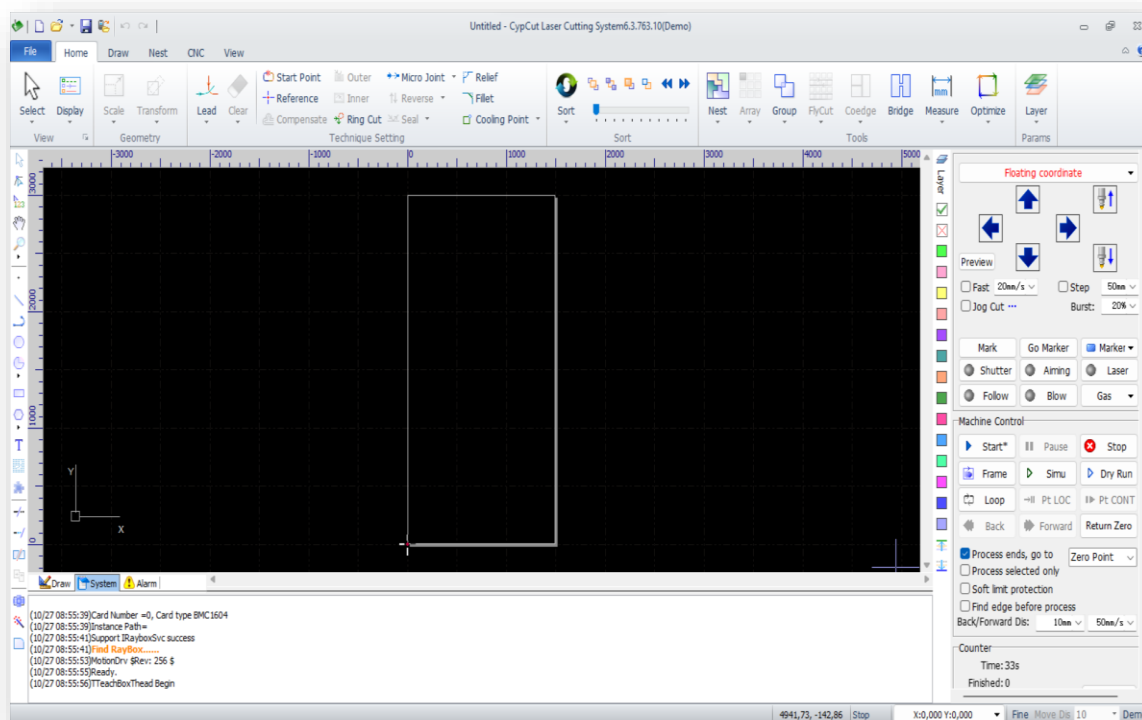 Untitled - CypCut Laser Cutting System6.3.763.10(Demo)
File Home Draw Nest CNC View
Select Display Scale Transform Lead Clear
Start Point Outer Micro Joint Relief
Reference Inner Reverse Fillet
Compensate Ring Cut Seal Cooling Point
Sort Nest Array Group FlyCut Coedge Bridge Measure Optimize Layer
View Geometry Technique Setting Sort Tools Params
-3000 -2000 -1000 0 1000 2000 3000 4000 5000
3000
2000
1000
0
Y
X
Layer
Floating coordinate
Preview
Fast 20mm/s Step 50mm
Jog Cut Burst: 20%
Mark Go Marker Marker
Shutter Aiming Laser
Follow Blow Gas
Machine Control
Start* Pause Stop
Frame Simu Dry Run
Loop Pt LOC Pt CONT
Back Forward Return Zero
Process ends, go to Zero Point
Process selected only
Soft limit protection
Find edge before process
Back/Forward Dis: 10mm 50mm/s
Counter
Time:33s
Finished:0
Draw System Alarm
(10/27 08:55:39)Card Number =0, Card type BMC1604
(10/27 08:55:39)Instance Path=
(10/27 08:55:41)Support IRayboxSvc success
(10/27 08:55:41)Find RayBox......
(10/27 08:55:53)MotionDrv $Rev: 256 $
(10/27 08:55:55)Ready.
(10/27 08:55:56)TTeachBoxThead Begin
4941,73, -142,86 Stop X:0,000 Y:0,000 Fine Move Dis 10 Dem